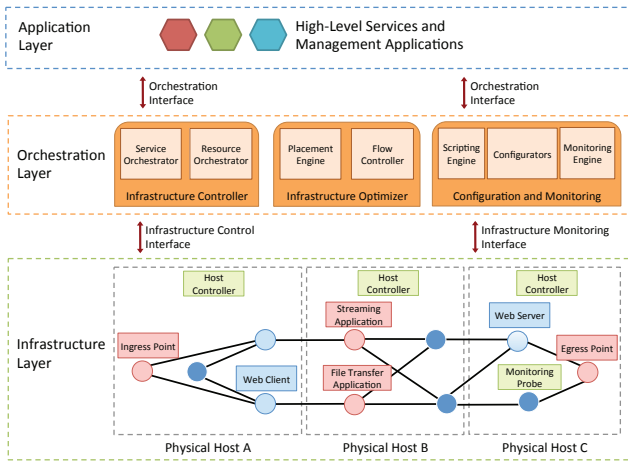 Application
Layer
High-Level Services and
Management Applications
Orchestration
Interface
Orchestration
Interface
Orchestration
Layer
Service
Orchestrator
Resource
Orchestrator
Infrastructure Controller
Placement
Engine
Flow
Controller
Infrastructure Optimizer
Scripting
Engine
Configurators
Monitoring
Engine
Configuration and Monitoring
Infrastructure Control
Interface
Infrastructure Monitoring
Interface
Infrastructure
Layer
Host
Controller
Ingress Point
Web Client
Physical Host A
Host
Controller
Streaming
Application
File Transfer
Application
Physical Host B
Host
Controller
Web Server
Egress Point
Monitoring
Probe
Physical Host C